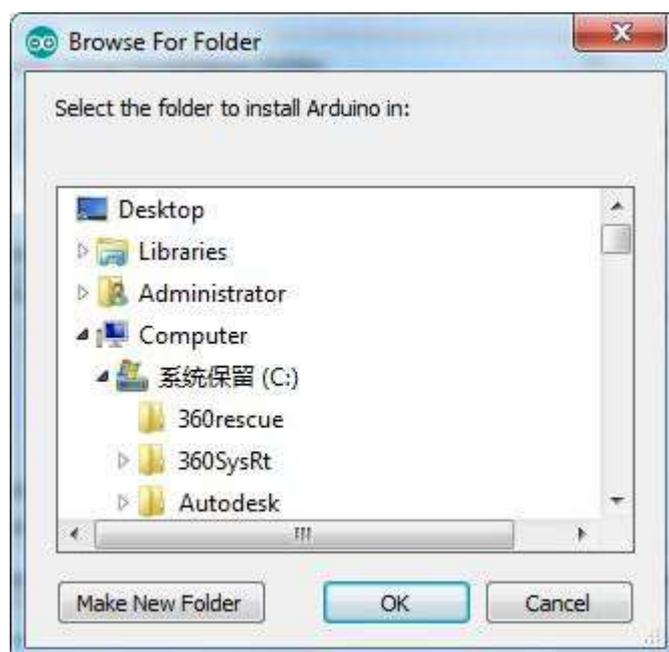 Browse For Folder
Select the folder to install Arduino in:
Desktop
Libraries
Administrator
Computer
系统保留 (C:)
360rescue
360SysRt
Autodesk
Make New Folder
OK
Cancel